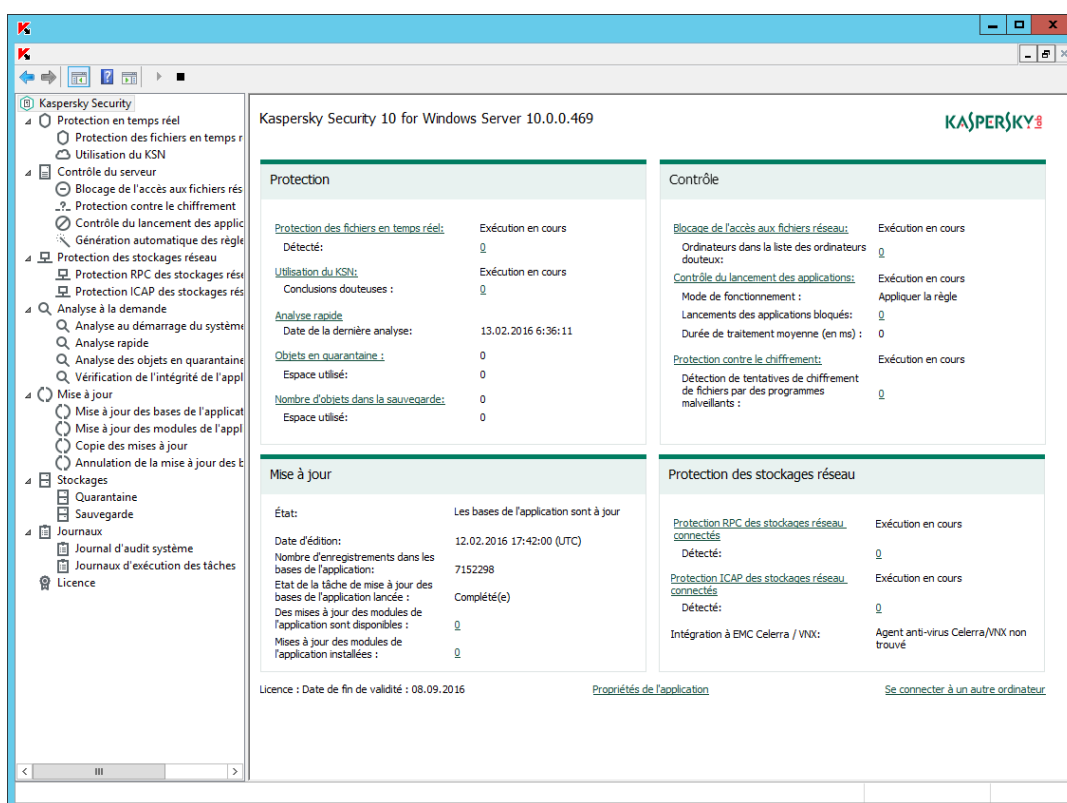 Kaspersky Security
Protection en temps réel
Protection des fichiers en temps r
Utilisation du KSN
Contrôle du serveur
Blocage de l'accès aux fichiers rés
Protection contre le chiffrement
Contrôle du lancement des applic
Génération automatique des règle
Protection des stockages réseau
Protection RPC des stockages rése
Protection ICAP des stockages rés
Analyse à la demande
Analyse au démarrage du système
Analyse rapide
Analyse des objets en quarantaine
Vérification de l'intégrité de l'appl
Mise à jour
Mise à jour des bases de l'applicat
Mise à jour des modules de l'appl
Copie des mises à jour
Annulation de la mise à jour des b
Stockages
Quarantaine
Sauvegarde
Journaux
Journal d'audit système
Journaux d'exécution des tâches
Licence
Kaspersky Security 10 for Windows Server 10.0.0.469
KASPERSKY lab
Protection
Protection des fichiers en temps réel: Exécution en cours
Détecté: 0
Utilisation du KSN: Exécution en cours
Conclusions douteuses : 0
Analyse rapide
Date de la dernière analyse: 13.02.2016 6:36:11
Objets en quarantaine : 0
Espace utilisé: 0
Nombre d'objets dans la sauvegarde: 0
Espace utilisé: 0
Contrôle
Blocage de l'accès aux fichiers réseau: Exécution en cours
Ordinateurs dans la liste des ordinateurs
douteux: 0
Contrôle du lancement des applications: Exécution en cours
Mode de fonctionnement : Appliquer la règle
Lancements des applications bloqués: 0
Durée de traitement moyenne (en ms) : 0
Protection contre le chiffrement: Exécution en cours
Détection de tentatives de chiffrement
de fichiers par des programmes
malveillants : 0
Mise à jour
État: Les bases de l'application sont à jour
Date d'édition: 12.02.2016 17:42:00 (UTC)
Nombre d'enregistrements dans les
bases de l'application: 7152298
Etat de la tâche de mise à jour des
bases de l'application lancée : Complété(e)
Des mises à jour des modules de
l'application sont disponibles : 0
Mises à jour des modules de
l'application installées : 0
Protection des stockages réseau
Protection RPC des stockages réseau Exécution en cours
connectés
Détecté: 0
Protection ICAP des stockages réseau Exécution en cours
connectés
Détecté: 0
Intégration à EMC Celerra / VNX: Agent anti-virus Celerra/VNX non
trouvé
Licence : Date de fin de validité : 08.09.2016
Propriétés de l'application
Se connecter à un autre ordinateur